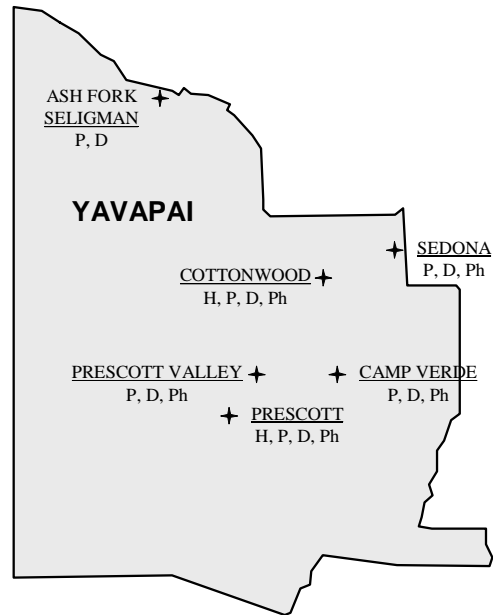 ASH FORK
SELIGMAN
P, D
YAVAPAI
SEDONA
P, D, Ph
COTTONWOOD
H, P, D, Ph
PRESCOTT VALLEY
P, D, Ph
CAMP VERDE
P, D, Ph
PRESCOTT
H, P, D, Ph